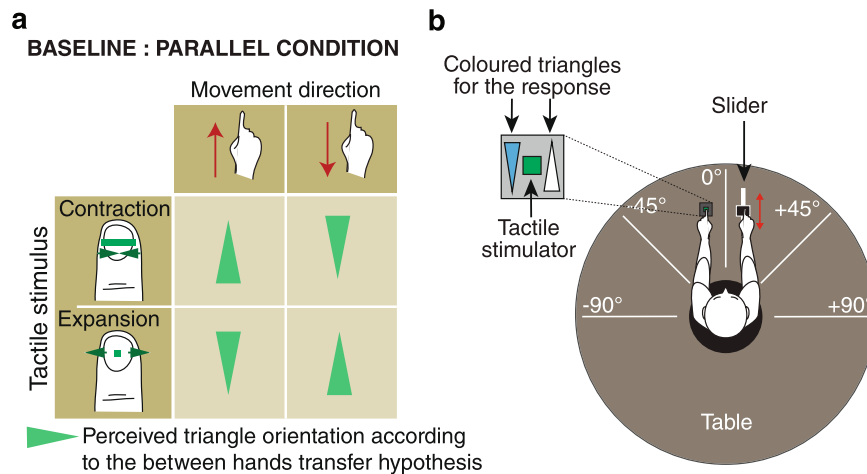 a
BASELINE : PARALLEL CONDITION
Movement direction
Tactile stimulus
Contraction
Expansion
Perceived triangle orientation according
to the between hands transfer hypothesis
b
Coloured triangles
for the response
Slider
Tactile
stimulator
0°
-45°
+45°
-90°
+90°
Table